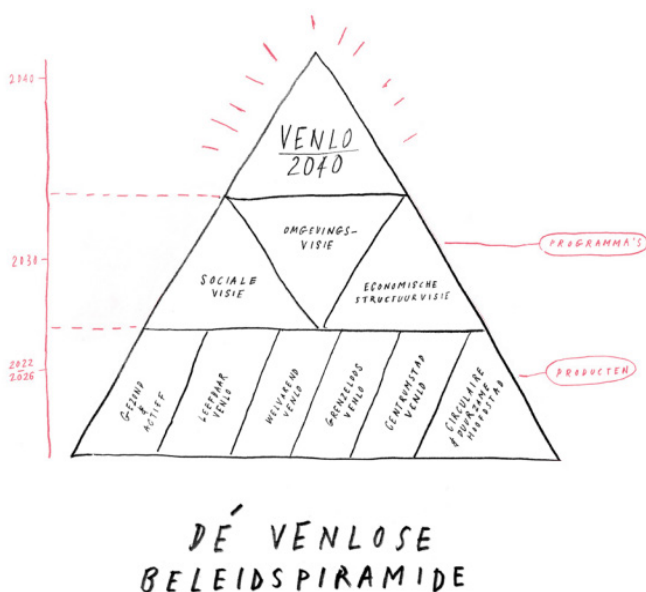 2040
VENLO
2040
OMGEVINGS-
VISIE
PROGRAMMA'S
2030
SOCIALE
VISIE
ECONOMISCHE
STRUCTUURVISIE
2022
2026
PRODUCTEN
GEZOND
&
ACTIEF
LEEFBAAR
VENLO
WELVAREND
VENLO
GRENZELOOS
VENLO
CENTRUMSTAD
VENLO
CIRCULAIRE
& DUURZAME
HOOFDSTAD
DÉ VENLOSE
BELEIDSPIRAMIDE